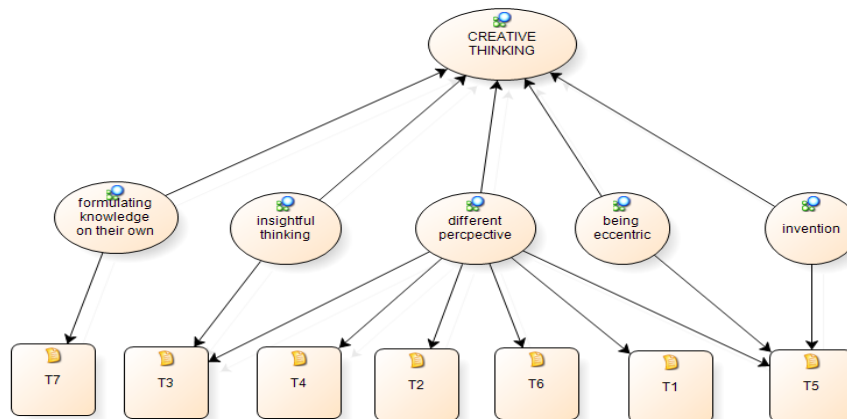 CREATIVE
THINKING
formulating
knowledge
on their own
insightful
thinking
different
percpective
being
eccentric
invention
T7
T3
T4
T2
T6
T1
T5